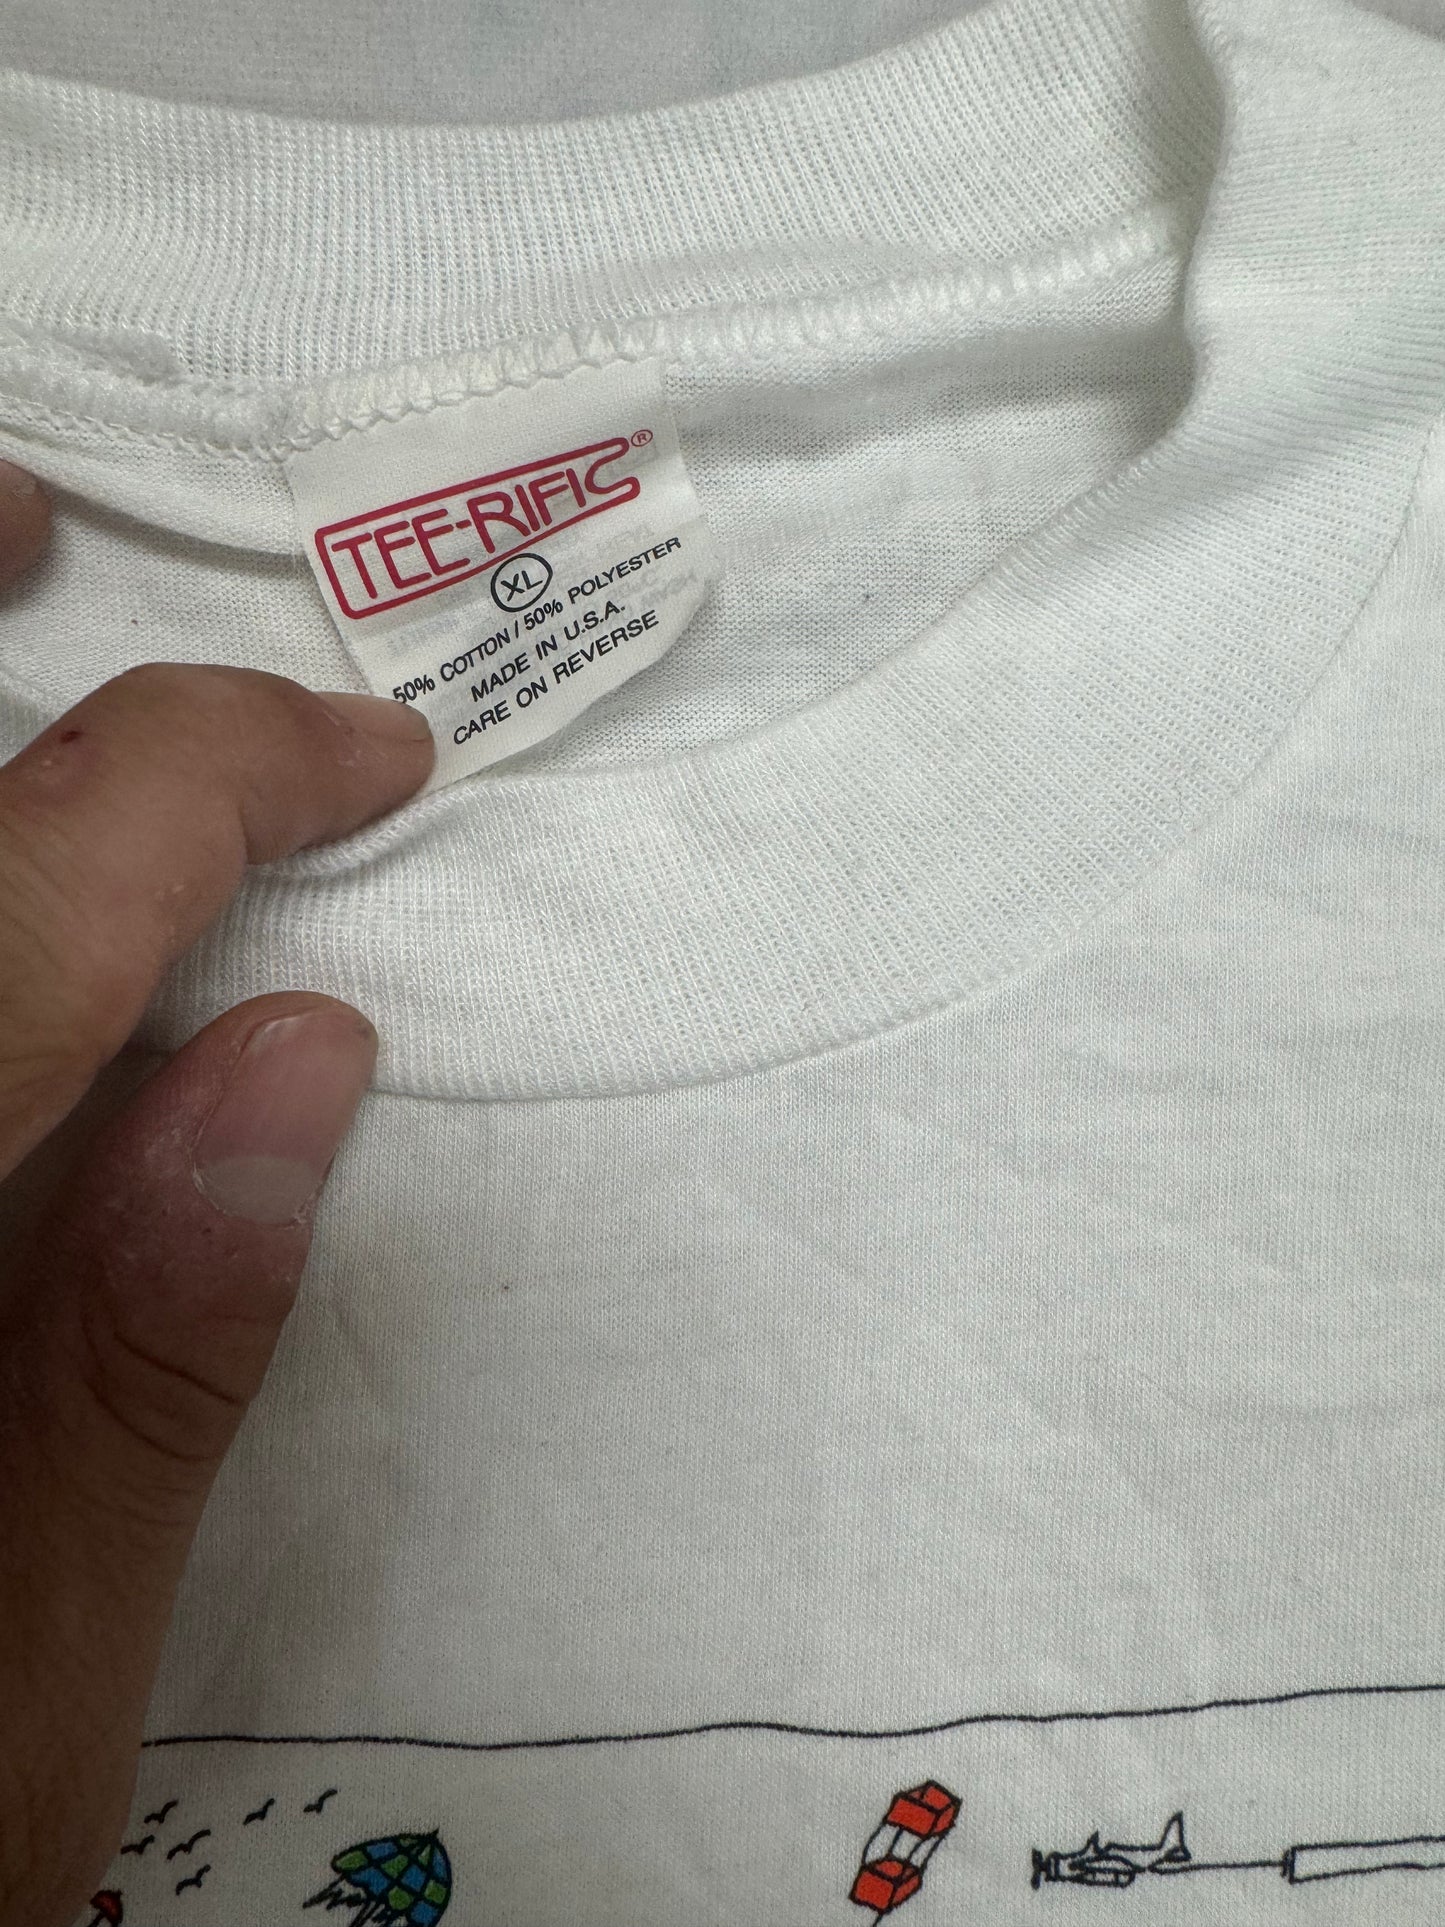 TEE-RIFIC®
XL
50% COTTON / 50% POLYESTER
MADE IN U.S.A.
CARE ON REVERSE